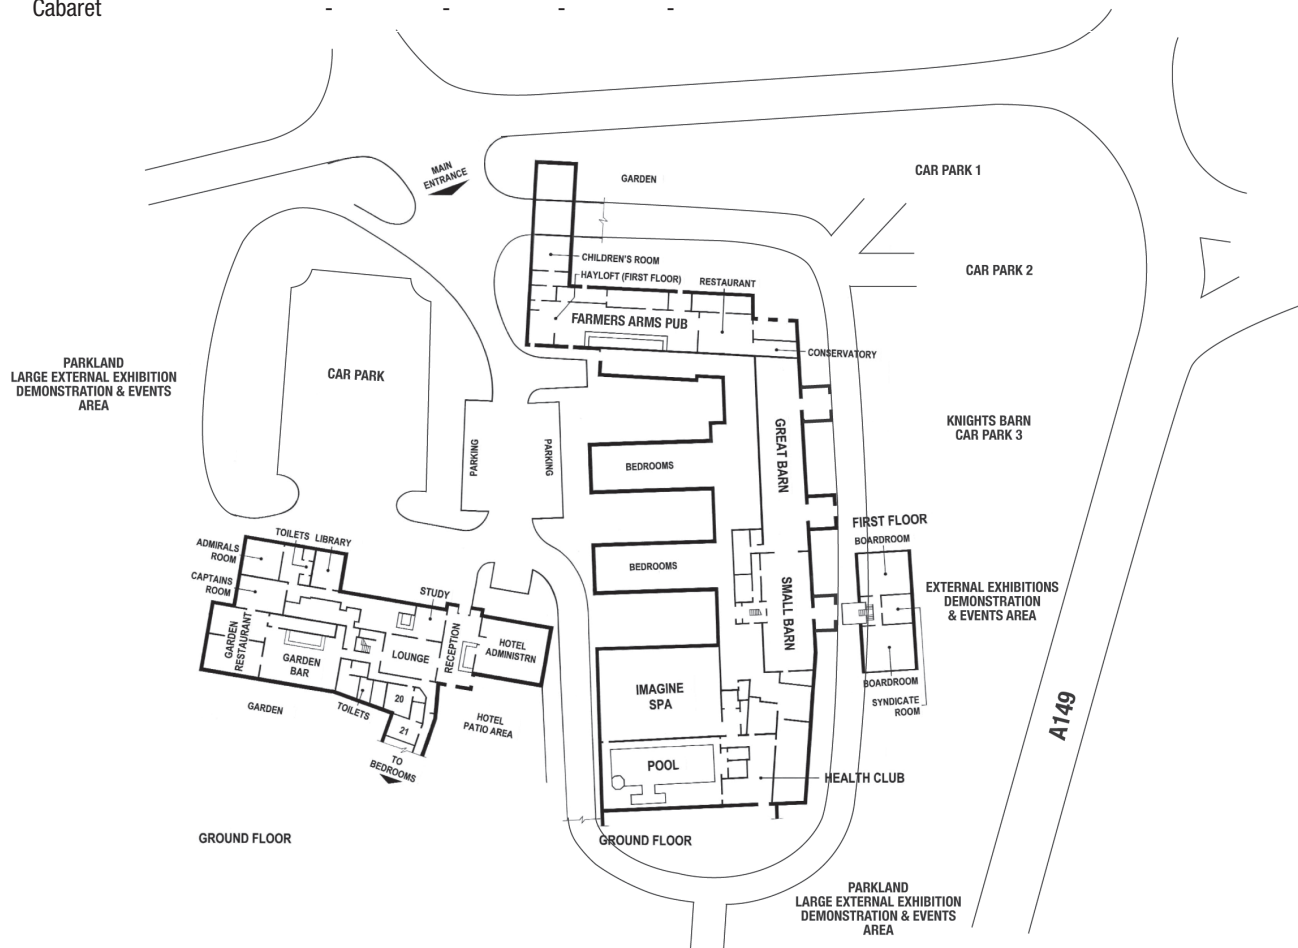 Cabaret - - - -
MAIN
ENTRANCE
GARDEN
CAR PARK 1
CHILDREN'S ROOM
HAYLOFT (FIRST FLOOR)
RESTAURANT
CAR PARK 2
FARMERS ARMS PUB
CONSERVATORY
PARKLAND
LARGE EXTERNAL EXHIBITION
DEMONSTRATION & EVENTS
AREA
CAR PARK
KNIGHTS BARN
CAR PARK 3
PARKING
PARKING
BEDROOMS
GREAT BARN
FIRST FLOOR
BOARDROOM
TOILETS
LIBRARY
ADMIRALS
ROOM
CAPTAINS
ROOM
STUDY
BEDROOMS
SMALL BARN
EXTERNAL EXHIBITIONS
DEMONSTRATION
& EVENTS AREA
GARDEN
RESTAURANT
GARDEN
BAR
LOUNGE
RECEPTION
HOTEL
ADMINISTRN
BOARDROOM
SYNDICATE
ROOM
IMAGINE
SPA
20
21
TOILETS
GARDEN
HOTEL
PATIO AREA
TO
BEDROOMS
A149
POOL
HEALTH CLUB
GROUND FLOOR
GROUND FLOOR
PARKLAND
LARGE EXTERNAL EXHIBITION
DEMONSTRATION & EVENTS
AREA